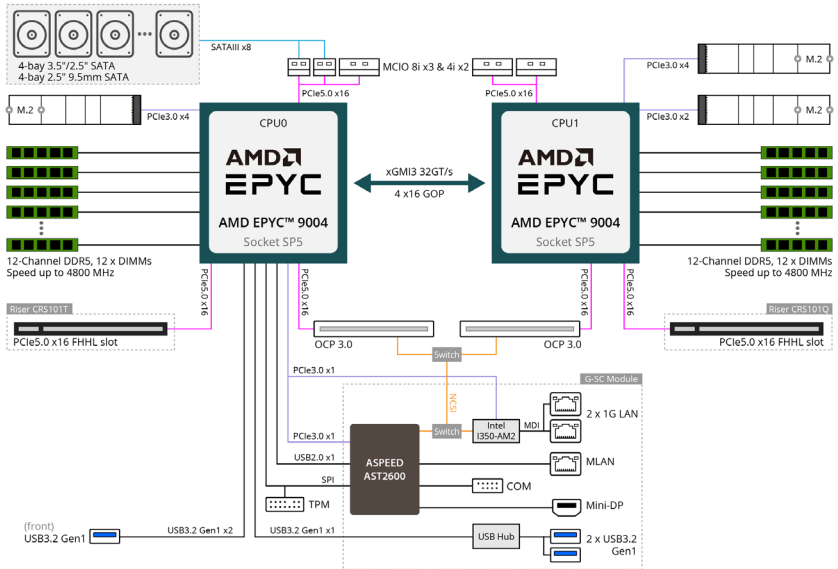 SATAIII x8
4-bay 3.5"/2.5" SATA
4-bay 2.5" 9.5mm SATA
MCIO 8i x3 & 4i x2
PCIe5.0 x16
PCIe5.0 x16
PCIe3.0 x4
M.2
M.2
PCIe3.0 x4
PCIe3.0 x2
M.2
CPU0
AMD
EPYC
AMD EPYC™ 9004
Socket SP5
xGMI3 32GT/s
4 x16 GOP
CPU1
AMD
EPYC
AMD EPYC™ 9004
Socket SP5
12-Channel DDR5, 12 x DIMMs
Speed up to 4800 MHz
12-Channel DDR5, 12 x DIMMs
Speed up to 4800 MHz
PCIe5.0 x16
PCIe5.0 x16
PCIe5.0 x16
PCIe5.0 x16
Riser CRS101T
PCIe5.0 x16 FHHL slot
Riser CRS101Q
PCIe5.0 x16 FHHL slot
OCP 3.0
OCP 3.0
Switch
PCIe3.0 x1
G-SC Module
NCSI
Switch
Intel
I350-AM2
MDI
2 x 1G LAN
PCIe3.0 x1
USB2.0 x1
SPI
TPM
ASPEED
AST2600
MLAN
COM
Mini-DP
(front)
USB3.2 Gen1
USB3.2 Gen1 x2
USB3.2 Gen1 x1
USB Hub
2 x USB3.2
Gen1